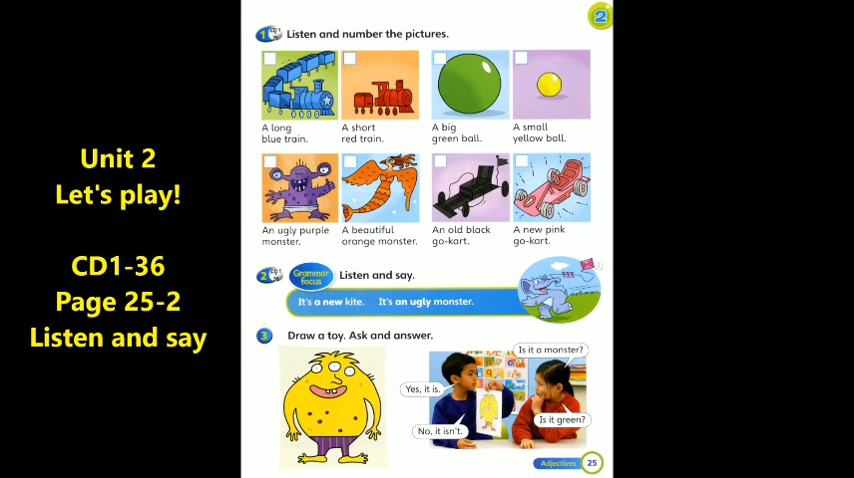 Unit 2
Let's play!
CD1-36
Page 25-2
Listen and say
2
1 Listen and number the pictures.
A long
blue train.
A short
red train.
A big
green ball.
A small
yellow ball.
An ugly purple
monster.
A beautiful
orange monster.
An old black
go-kart.
A new pink
go-kart.
2 Grammar
focus
Listen and say.
It's a new kite. It's an ugly monster.
3 Draw a toy. Ask and answer.
Is it a monster?
Yes, it is.
Is it green?
No, it isn't.
Adjectives 25